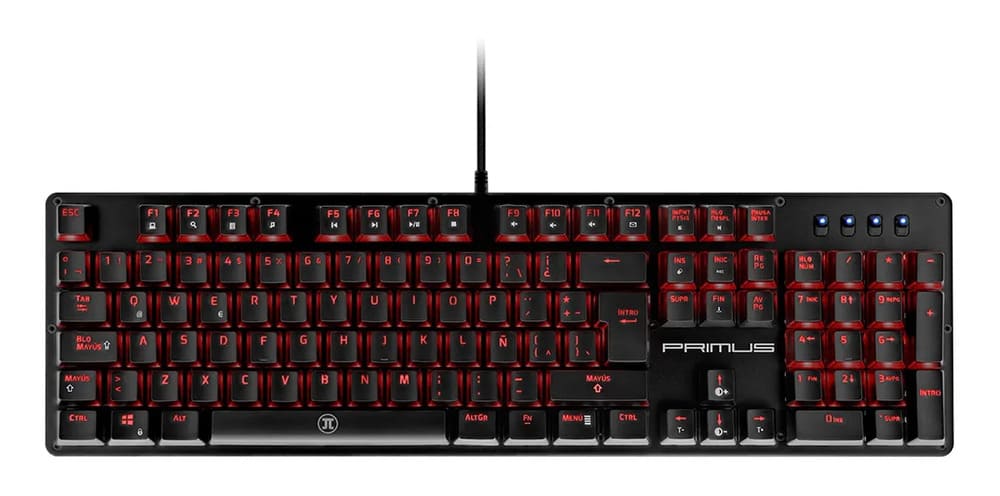 ESC F1 F2 F3 F4 F5 F6 F7 F8 F9 F10 F11 F12 IMPNT PTSIS BLO DESPL PAUSA INTER
1 ! 2 " 3 # 4 $ 5 % 6 & 7 / 8 ( 9 ) 0 = ? ¡ ¿ INS INIC RE PG BLO NÚM / * −
TAB Q W E € R T Y U I O P * + ~ INTRO SUPR FIN AV PG 7 INIC 8 ↑ 9 REPG +
BLO MAYÚS A S D F G H J K L Ñ { [ ^ } ] PRIMUS 4 ← 5 6 →
MAYÚS > < Z X C V B N M ; , : . _ - MAYÚS 1 FIN 2 ↓ 3 AVPG INTRO
CTRL ALT ALTGR FN MENÚ CTRL T- T+ 0 INS . SUPR